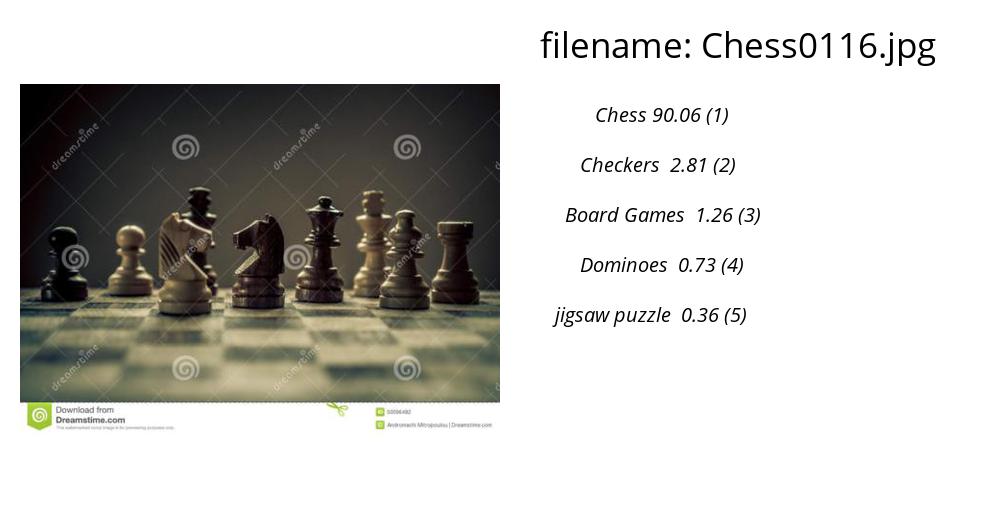 filename: Chess0116.jpg
Chess 90.06 (1)
Checkers 2.81 (2)
Board Games 1.26 (3)
Dominoes 0.73 (4)
jigsaw puzzle 0.36 (5)
dreamstime
dreamstime
dreamstime
dreamstime
dreamstime
dreamstime
Download from
Dreamstime.com
This watermarked comp image is for previewing purposes only.
Andromachi Mitropoulou | Dreamstime.com